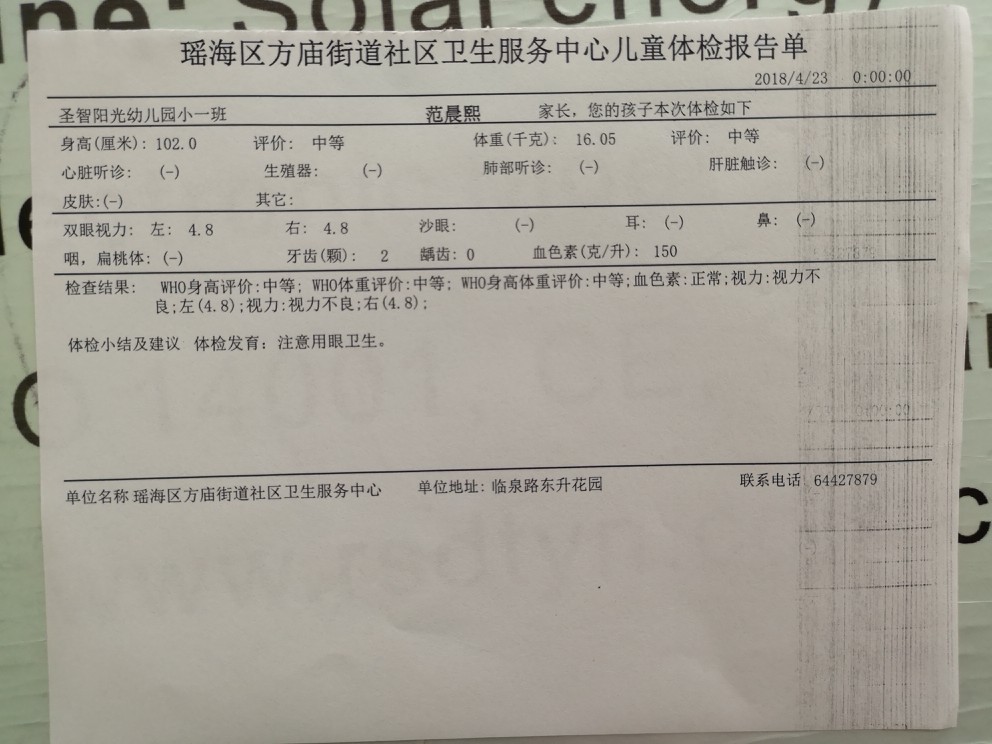 瑶海区方庙街道社区卫生服务中心儿童体检报告单
2018/4/23 0:00:00
圣智阳光幼儿园小一班 范晨熙 家长，您的孩子本次体检如下
身高(厘米): 102.0 评价: 中等 体重(千克): 16.05 评价: 中等
心脏听诊: (-) 生殖器: (-) 肺部听诊: (-) 肝脏触诊: (-)
皮肤:(-) 其它:
双眼视力: 左: 4.8 右: 4.8 沙眼: (-) 耳: (-) 鼻: (-)
咽，扁桃体: (-) 牙齿(颗): 2 龋齿: 0 血色素(克/升): 150
检查结果: WHO身高评价:中等; WHO体重评价:中等; WHO身高体重评价:中等;血色素:正常;视力:视力不
良;左(4.8);视力:视力不良;右(4.8);
体检小结及建议 体检发育: 注意用眼卫生。
单位名称 瑶海区方庙街道社区卫生服务中心 单位地址: 临泉路东升花园 联系电话 64427879